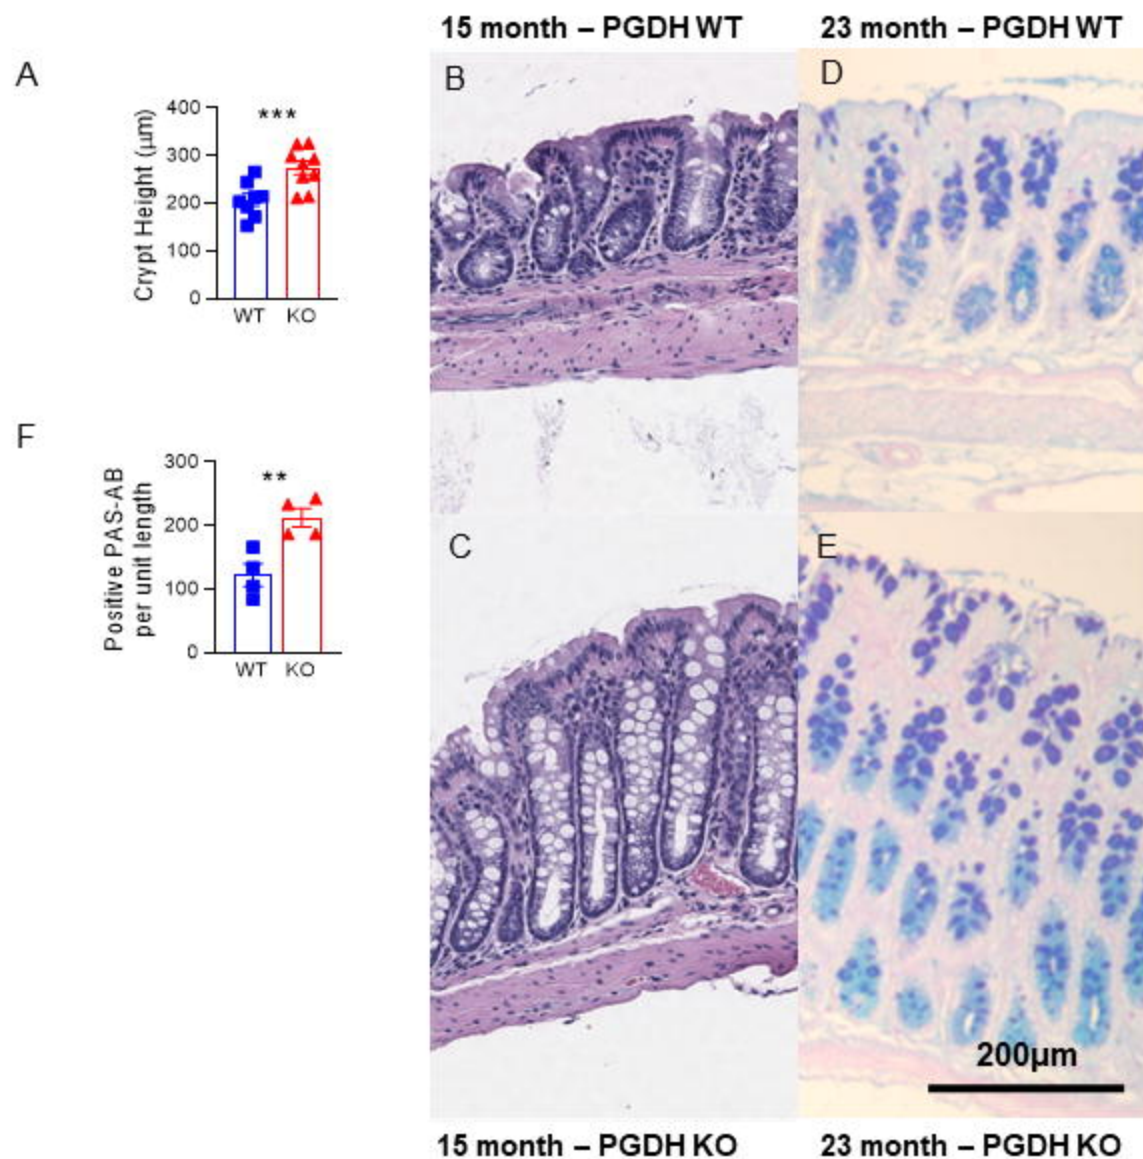 15 month – PGDH WT
23 month – PGDH WT
A
Crypt Height (μm)
400
300
200
100
0
***
WT
KO
B
D
F
Positive PAS-AB
per unit length
300
200
100
0
**
WT
KO
C
E
200μm
15 month – PGDH KO
23 month – PGDH KO